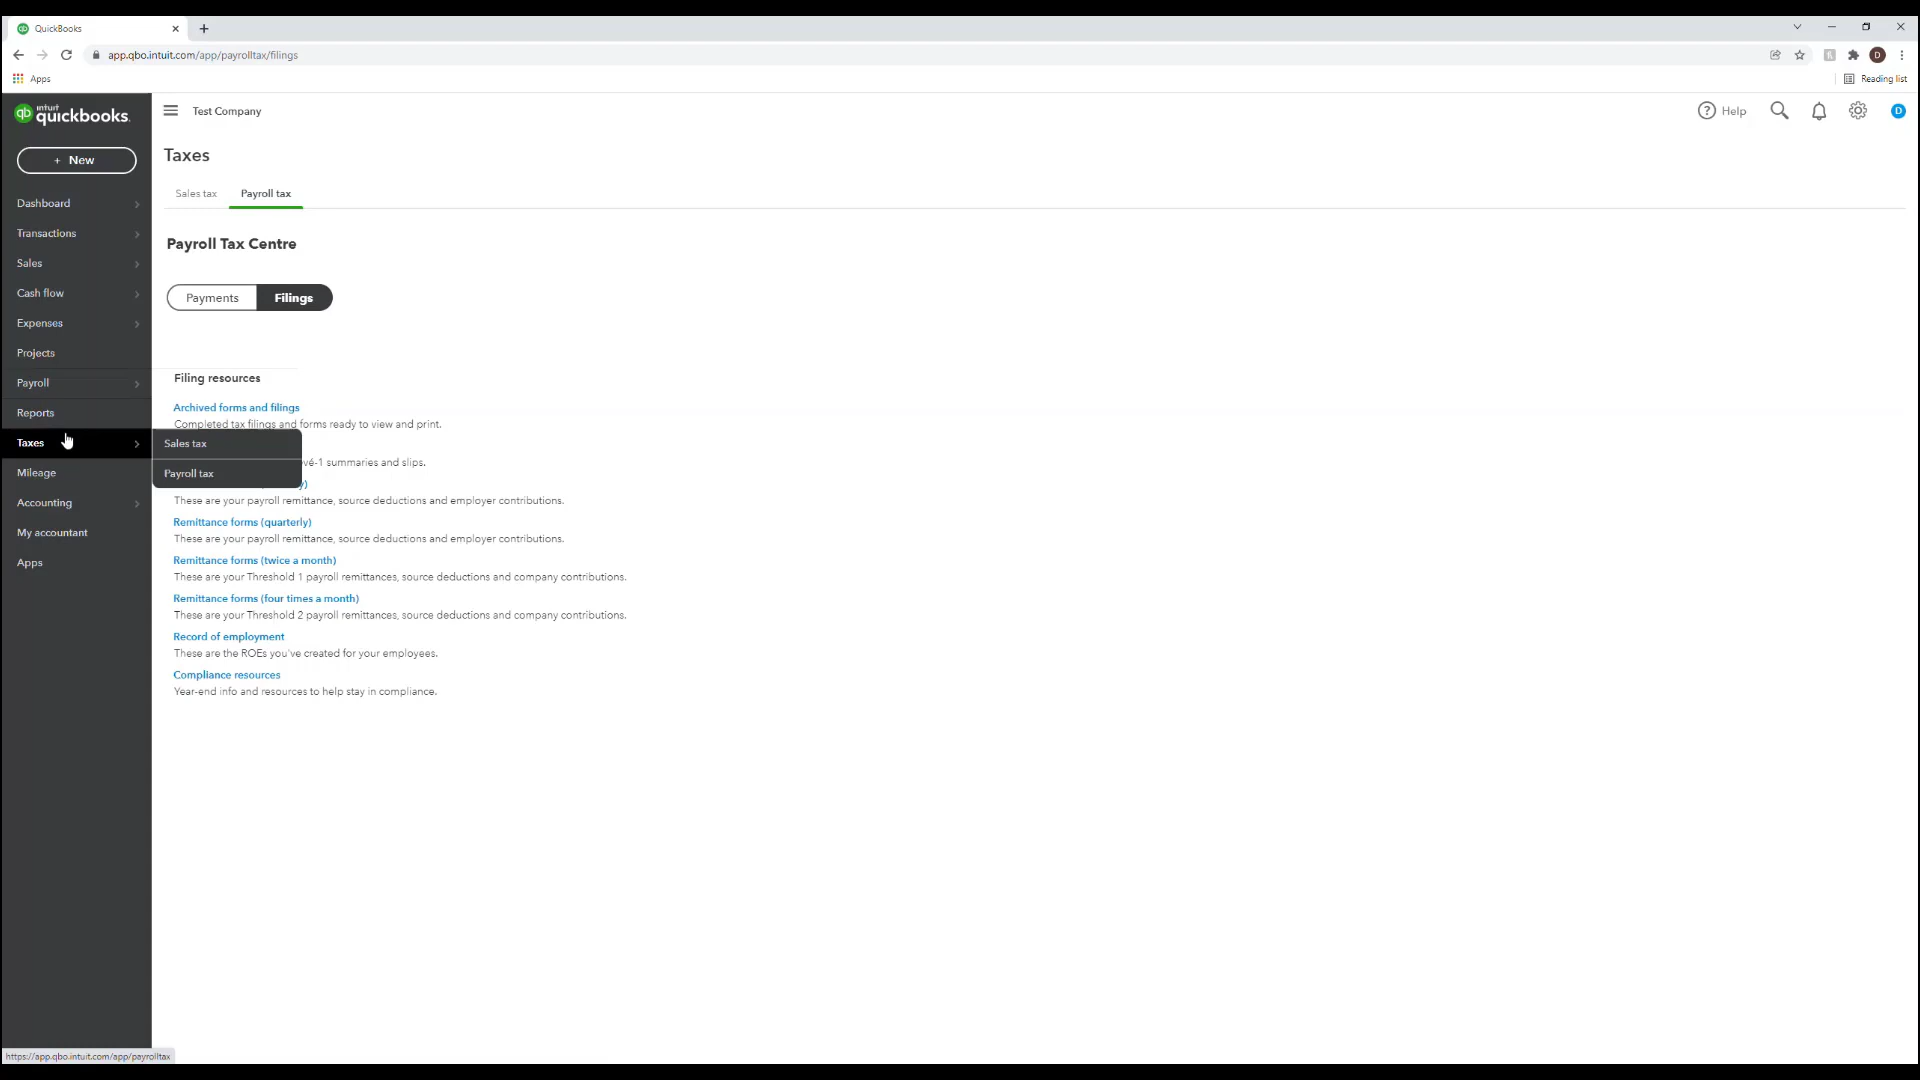 QuickBooks
app.qbo.intuit.com/app/payrolltax/filings
Apps
Reading list
intuit
quickbooks.
Test Company
Help
D
D
+ New
Taxes
Sales tax
Payroll tax
Dashboard
Transactions
Sales
Cash flow
Expenses
Projects
Payroll
Reports
Taxes
Mileage
Accounting
My accountant
Apps
Sales tax
Payroll tax
Payroll Tax Centre
Payments
Filings
Filing resources
Archived forms and filings
Completed tax filings and forms ready to view and print.
vé-1 summaries and slips.
These are your payroll remittance, source deductions and employer contributions.
Remittance forms (quarterly)
These are your payroll remittance, source deductions and employer contributions.
Remittance forms (twice a month)
These are your Threshold 1 payroll remittances, source deductions and company contributions.
Remittance forms (four times a month)
These are your Threshold 2 payroll remittances, source deductions and company contributions.
Record of employment
These are the ROEs you've created for your employees.
Compliance resources
Year-end info and resources to help stay in compliance.
https://app.qbo.intuit.com/app/payrolltax